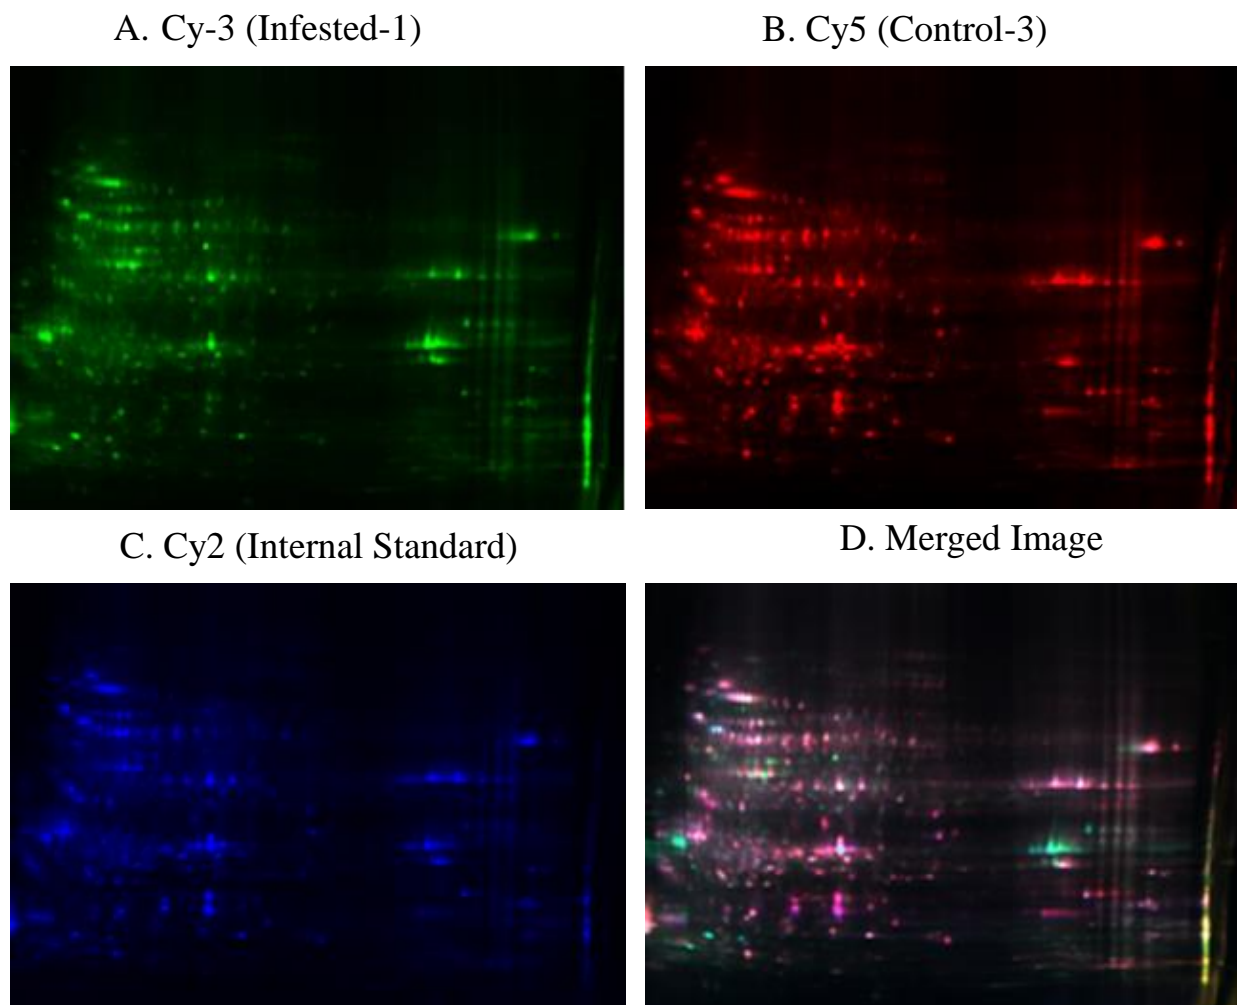 A. Cy-3 (Infested-1)
B. Cy5 (Control-3)
C. Cy2 (Internal Standard)
D. Merged Image